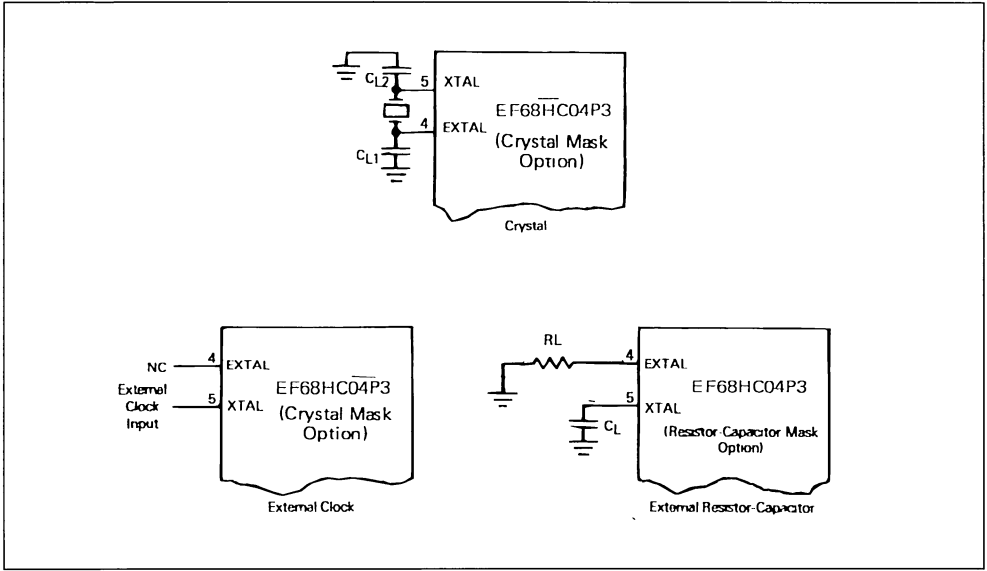 CL2
5 XTAL
EF68HC04P3
4 EXTAL
(Crystal Mask
Option)
CL1
Crystal
NC 4 EXTAL
EF68HC04P3
External
Clock
Input
5 XTAL
(Crystal Mask
Option)
External Clock
RL
4 EXTAL
EF68HC04P3
5 XTAL
CL
(Resistor-Capacitor Mask
Option)
External Resistor-Capacitor